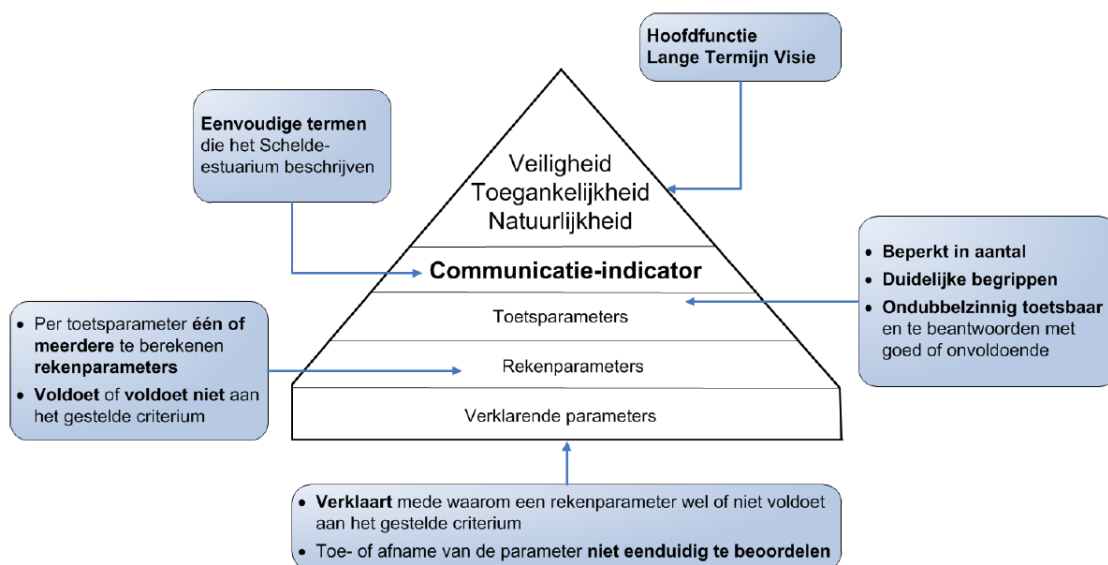 Hoofdfunctie
Lange Termijn Visie
Eenvoudige termen
die het Schelde-
estuarium beschrijven
Veiligheid
Toegankelijkheid
Natuurlijkheid
Communicatie-indicator
Toetsparameters
Rekenparameters
Verklarende parameters
• Beperkt in aantal
• Duidelijke begrippen
• Ondubbelzinnig toetsbaar
en te beantwoorden met
goed of onvoldoende
• Per toetsparameter één of
meerdere te berekenen
rekenparameters
• Voldoet of voldoet niet aan
het gestelde criterium
• Verklaart mede waarom een rekenparameter wel of niet voldoet
aan het gestelde criterium
• Toe- of afname van de parameter niet eenduidig te beoordelen